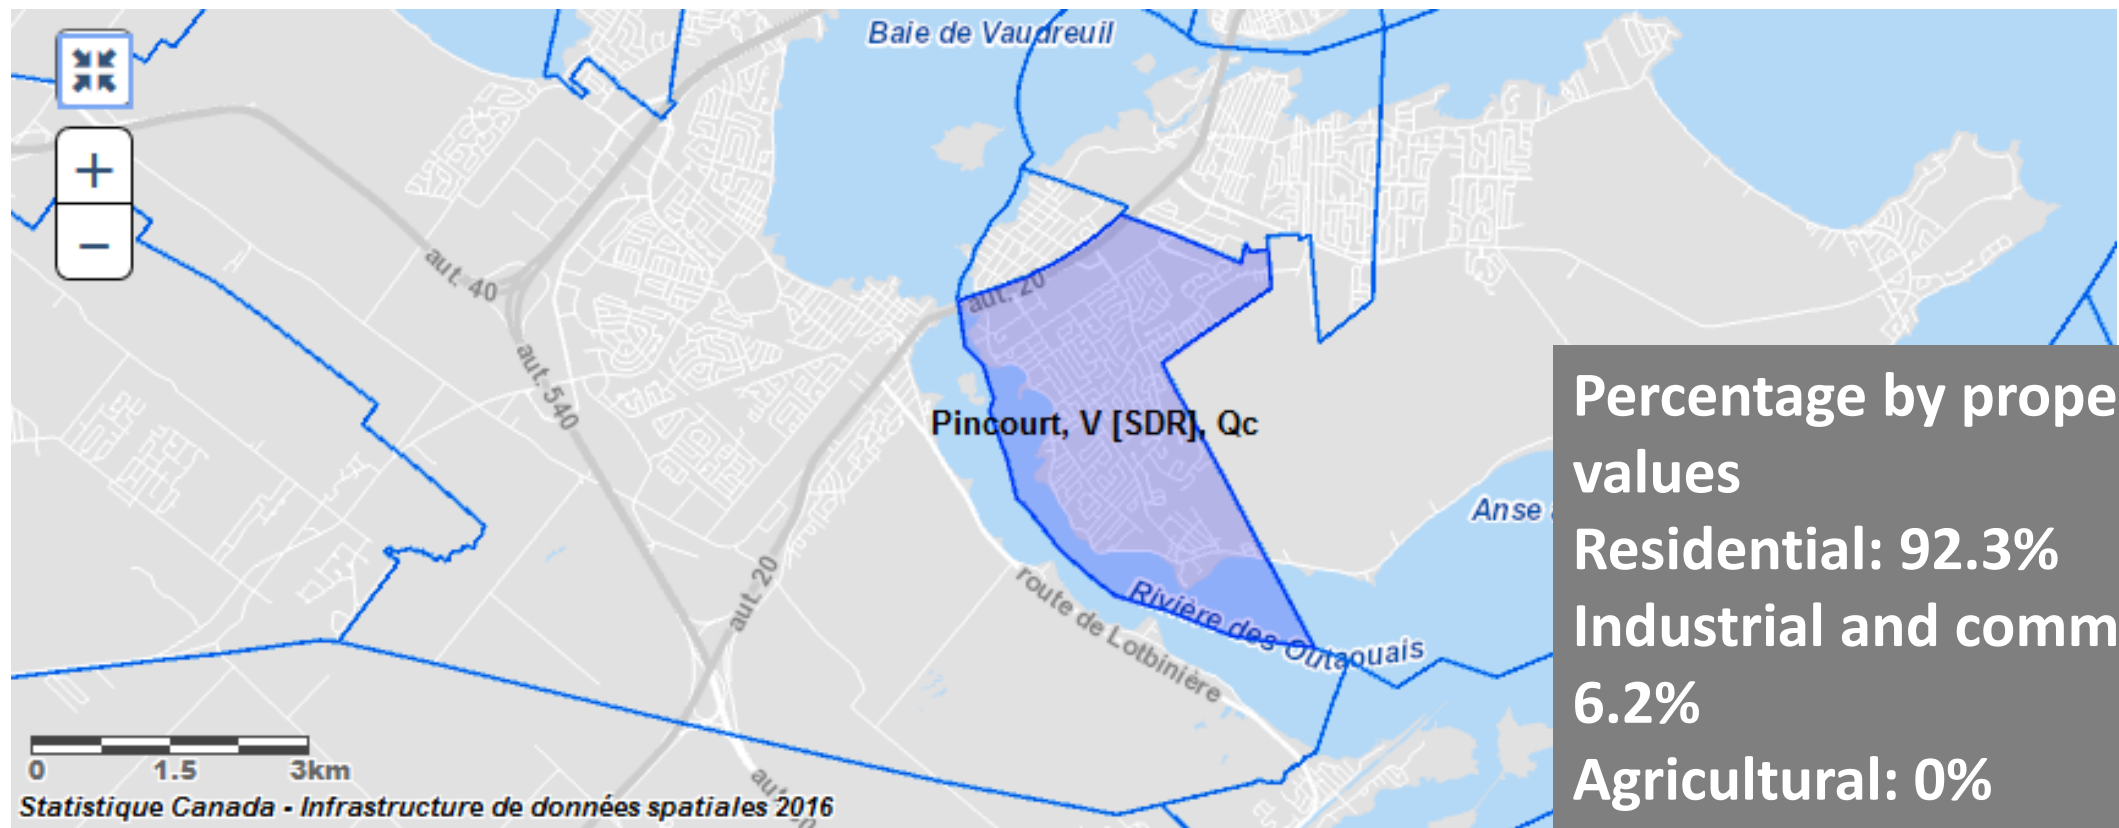 Baie de Vaudreuil
+
−
aut. 40
aut. 20
aut. 540
Pincourt, V [SDR], Qc
Anse
aut. 20
route de Lotbinière
Rivière des Outaouais
0 1.5 3km
Statistique Canada - Infrastructure de données spatiales 2016
Percentage by prope
values
Residential: 92.3%
Industrial and comm
6.2%
Agricultural: 0%